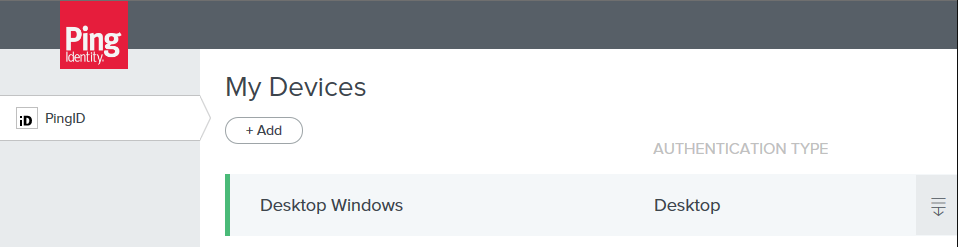 Ping
Identity.
My Devices
iD PingID
+ Add
AUTHENTICATION TYPE
Desktop Windows Desktop